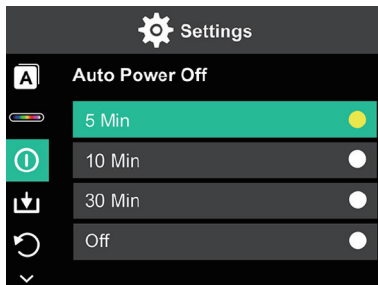 Settings
A
Auto Power Off
5 Min
10 Min
30 Min
Off